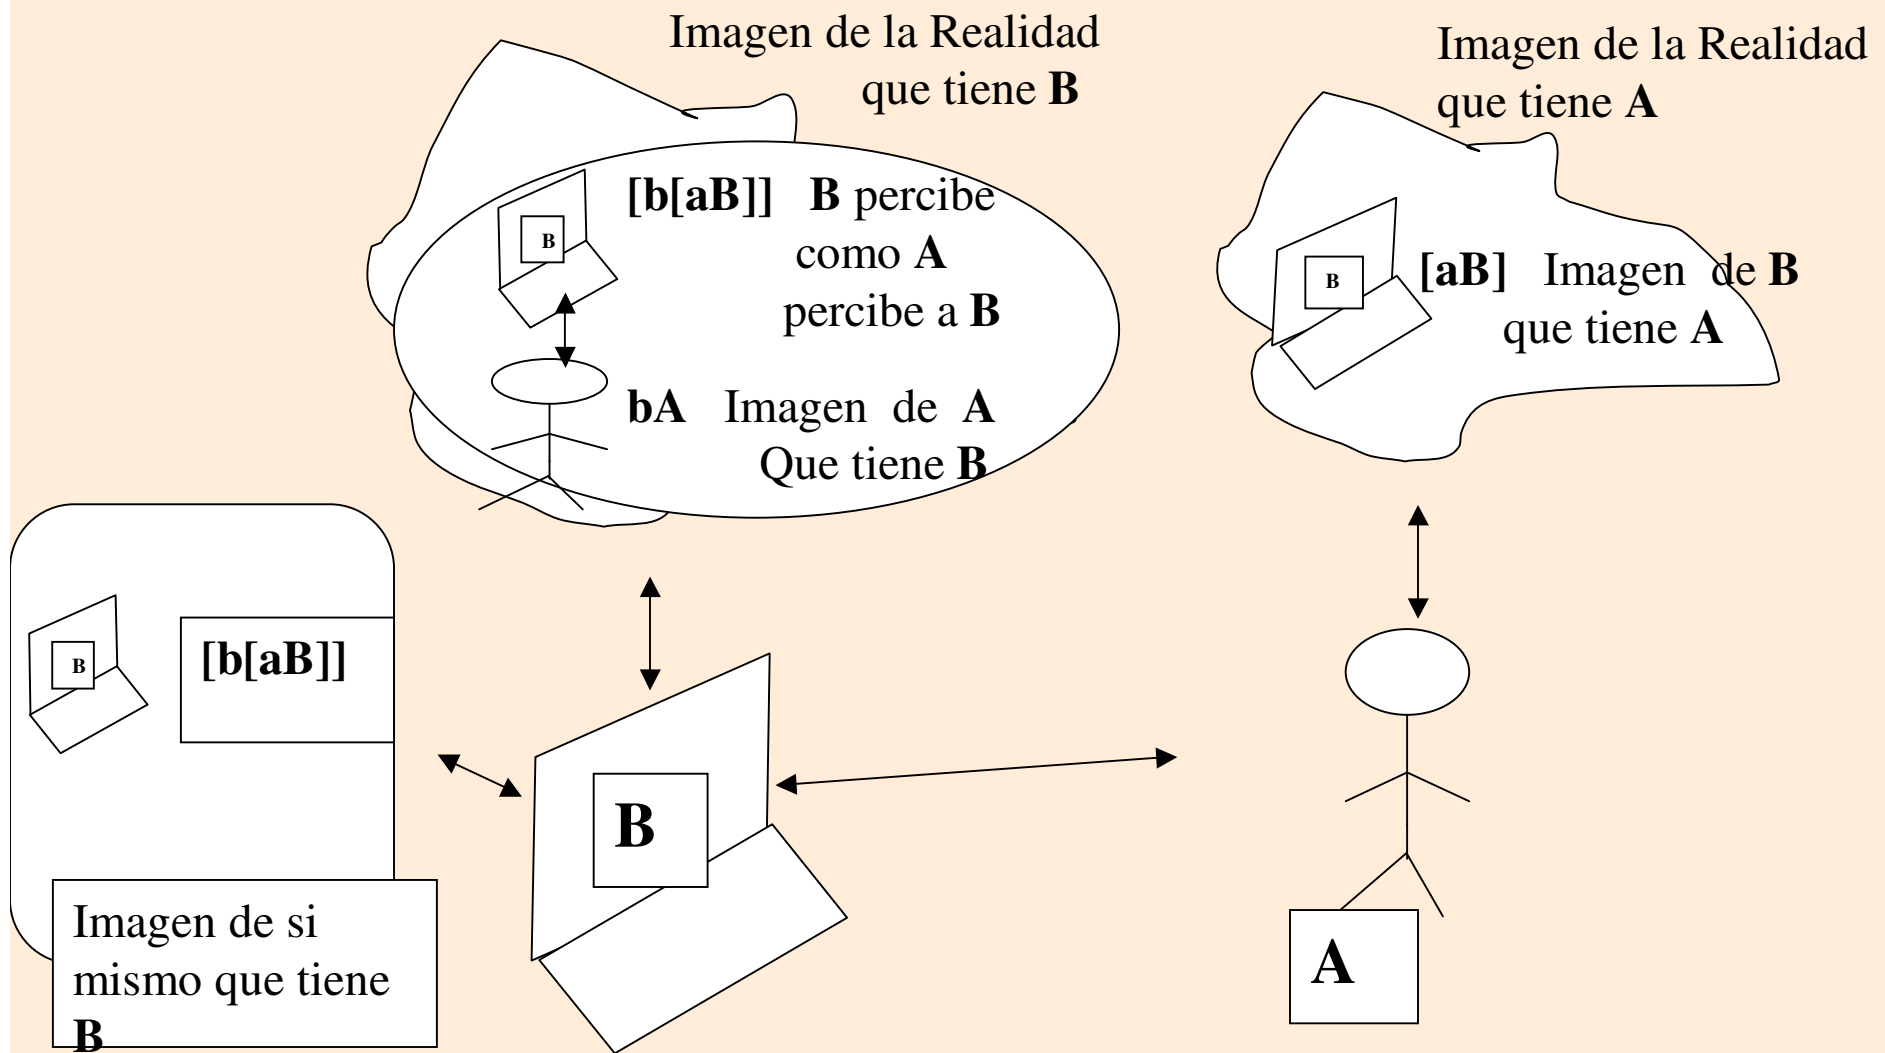 Imagen de la Realidad
que tiene B
Imagen de la Realidad
que tiene A
B
[b[aB]] B percibe
como A
percibe a B
bA Imagen de A
Que tiene B
B
[aB] Imagen de B
que tiene A
B
[b[aB]]
Imagen de si
mismo que tiene
B
B
A